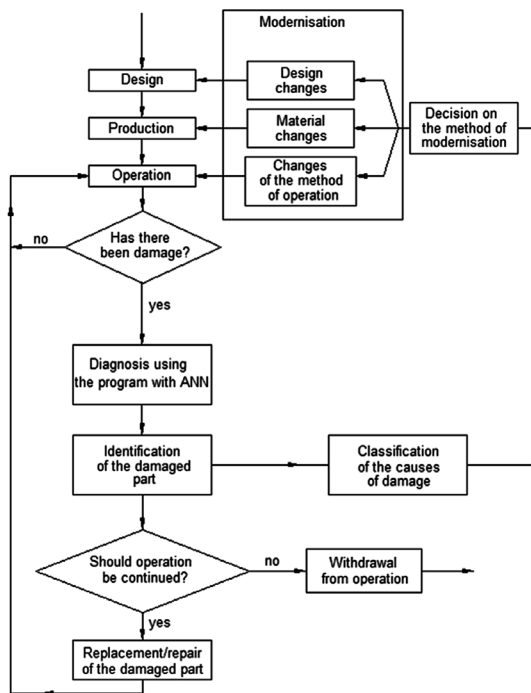 Modernisation
Design
Design
changes
Production
Material
changes
Decision on
the method of
modernisation
Operation
Changes
of the method
of operation
no
Has there
been damage?
yes
Diagnosis using
the program with ANN
Identification
of the damaged
part
Classification
of the causes
of damage
Should operation
be continued?
no
Withdrawal
from operation
yes
Replacement/repair
of the damaged part